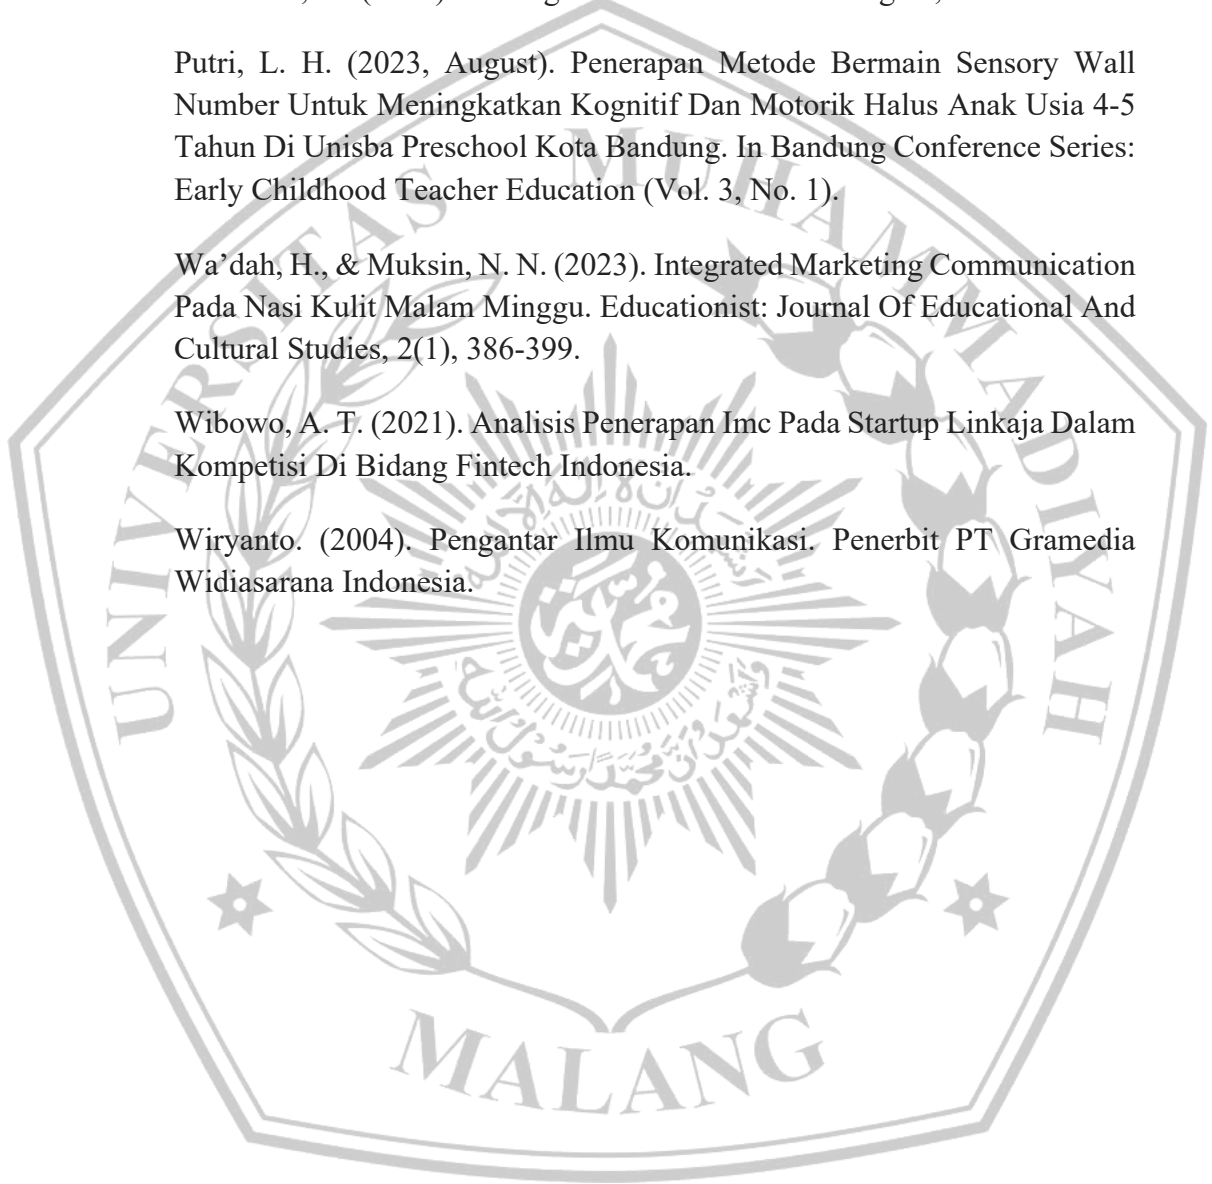 Putri, L. H. (2023, August). Penerapan Metode Bermain Sensory Wall
Number Untuk Meningkatkan Kognitif Dan Motorik Halus Anak Usia 4-5
Tahun Di Unisba Preschool Kota Bandung. In Bandung Conference Series:
Early Childhood Teacher Education (Vol. 3, No. 1).
Wa’dah, H., & Muksin, N. N. (2023). Integrated Marketing Communication
Pada Nasi Kulit Malam Minggu. Educationist: Journal Of Educational And
Cultural Studies, 2(1), 386-399.
Wibowo, A. T. (2021). Analisis Penerapan Imc Pada Startup Linkaja Dalam
Kompetisi Di Bidang Fintech Indonesia.
Wiryanto. (2004). Pengantar Ilmu Komunikasi. Penerbit PT Gramedia
Widiasarana Indonesia.
UNIVERSITAS MUHAMMADIYAH
MALANG